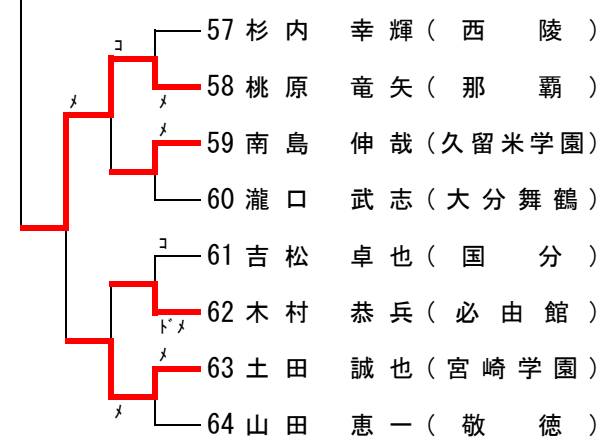 57 杉内 幸輝(西陵)
コ
58 桃原 竜矢(那覇)
メ
メ
59 南島 伸哉(久留米学園)
メ
60 瀧口 武志(大分舞鶴)
61 吉松 卓也(国分)
コ
62 木村 恭兵(必由館)
ドメ
63 土田 誠也(宮崎学園)
メ
64 山田 恵一(敬徳)
メ